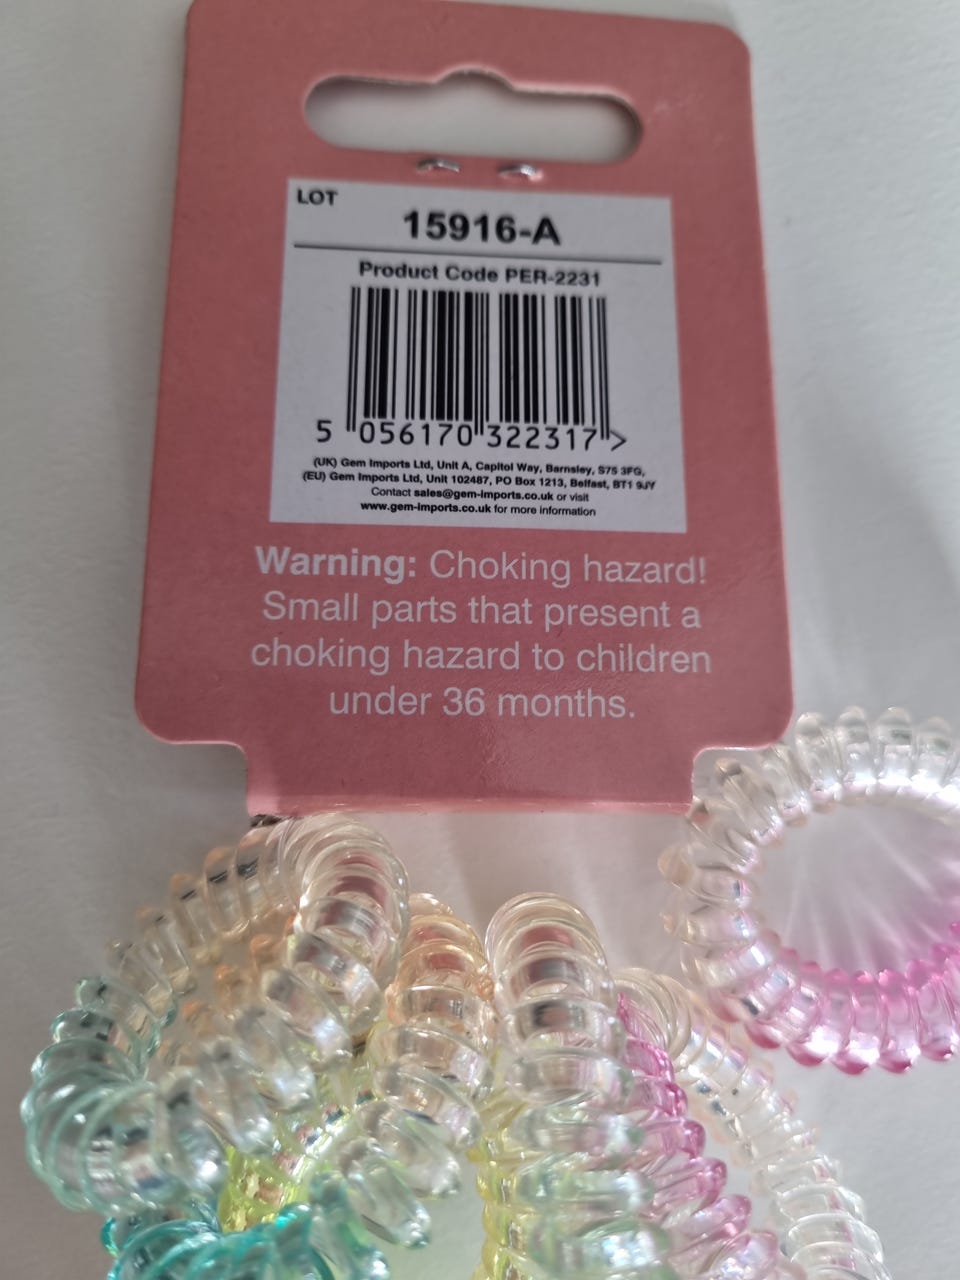 LOT
15916-A
Product Code PER-2231
5 056170 322317 >
(UK) Gem Imports Ltd, Unit A, Capitol Way, Barnsley, S75 3FG,
(EU) Gem Imports Ltd, Unit 102487, PO Box 1213, Belfast, BT1 9JY
Contact sales@gem-imports.co.uk or visit
www.gem-imports.co.uk for more information
Warning: Choking hazard!
Small parts that present a
choking hazard to children
under 36 months.